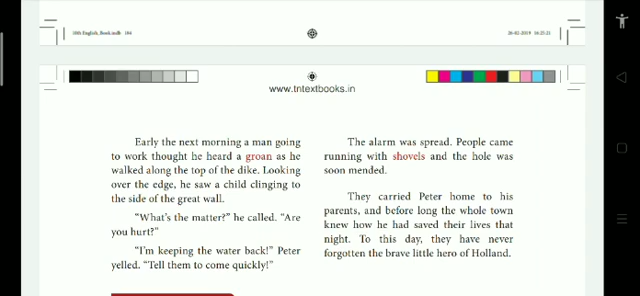 10th English_Book.indb 184
26-02-2019 16:25:21
www.tntextbooks.in
Early the next morning a man going
to work thought he heard a groan as he
walked along the top of the dike. Looking
over the edge, he saw a child clinging to
the side of the great wall.
“What’s the matter?” he called. “Are
you hurt?”
“I’m keeping the water back!” Peter
yelled. “Tell them to come quickly!”
The alarm was spread. People came
running with shovels and the hole was
soon mended.
They carried Peter home to his
parents, and before long the whole town
knew how he had saved their lives that
night. To this day, they have never
forgotten the brave little hero of Holland.